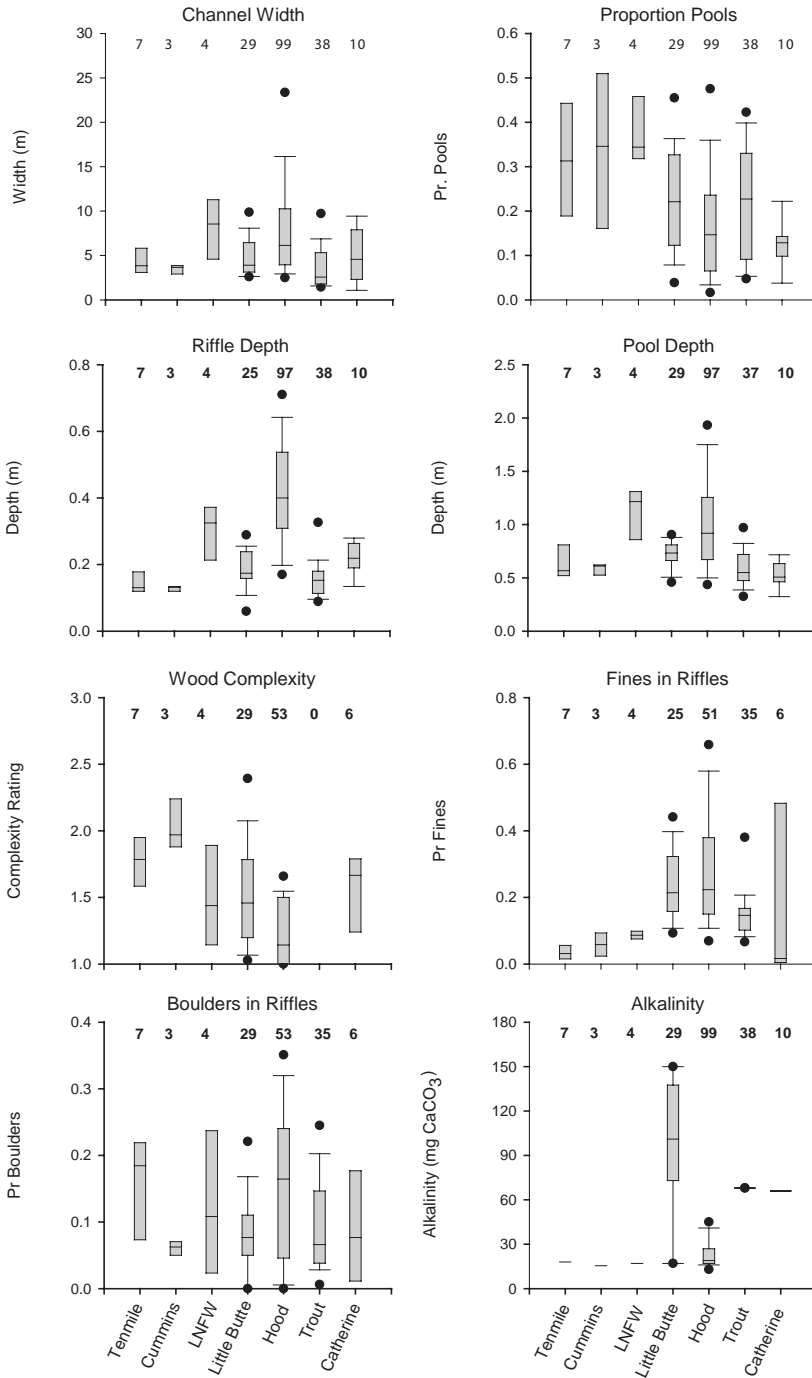 Channel Width
7 3 4 29 99 38 10
30
25
20
15
10
5
0
Width (m)
Proportion Pools
7 3 4 29 99 38 10
0.6
0.5
0.4
0.3
0.2
0.1
0.0
Pr. Pools
Riffle Depth
7 3 4 25 97 38 10
0.8
0.6
0.4
0.2
0.0
Depth (m)
Pool Depth
7 3 4 29 97 37 10
2.5
2.0
1.5
1.0
0.5
0.0
Depth (m)
Wood Complexity
7 3 4 29 53 0 6
3.0
2.5
2.0
1.5
1.0
Complexity Rating
Fines in Riffles
7 3 4 25 51 35 6
0.8
0.6
0.4
0.2
0.0
Pr Fines
Boulders in Riffles
7 3 4 29 53 35 6
0.4
0.3
0.2
0.1
0.0
Pr Boulders
Tenmile
Cummins
LNFW
Little Butte
Hood
Trout
Catherine
Alkalinity
7 3 4 29 99 38 10
180
150
120
90
60
30
0
Alkalinity (mg CaCO3)
Tenmile
Cummins
LNFW
Little Butte
Hood
Trout
Catherine